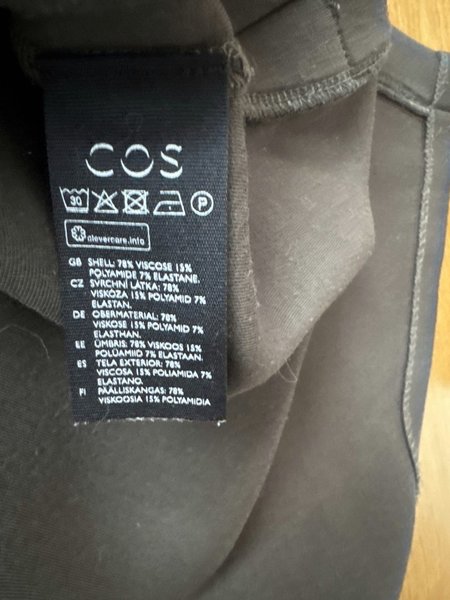 COS
30 P
clevercare.info
GB SHELL: 78% VISCOSE 15%
POLYAMIDE 7% ELASTANE.
CZ SVRCHNÍ LÁTKA: 78%
VISKÓZA 15% POLYAMID 7%
ELASTAN.
DE OBERMATERIAL: 78%
VISKOSE 15% POLYAMID 7%
ELASTHAN.
EE ÜMBRIS: 78% VISKOOS 15%
POLÜAMIID 7% ELASTAAN.
ES TELA EXTERIOR: 78%
VISCOSA 15% POLIAMIDA 7%
ELASTANO.
FI PÄÄLLISKANGAS: 78%
VISKOOSIA 15% POLYAMIDIA